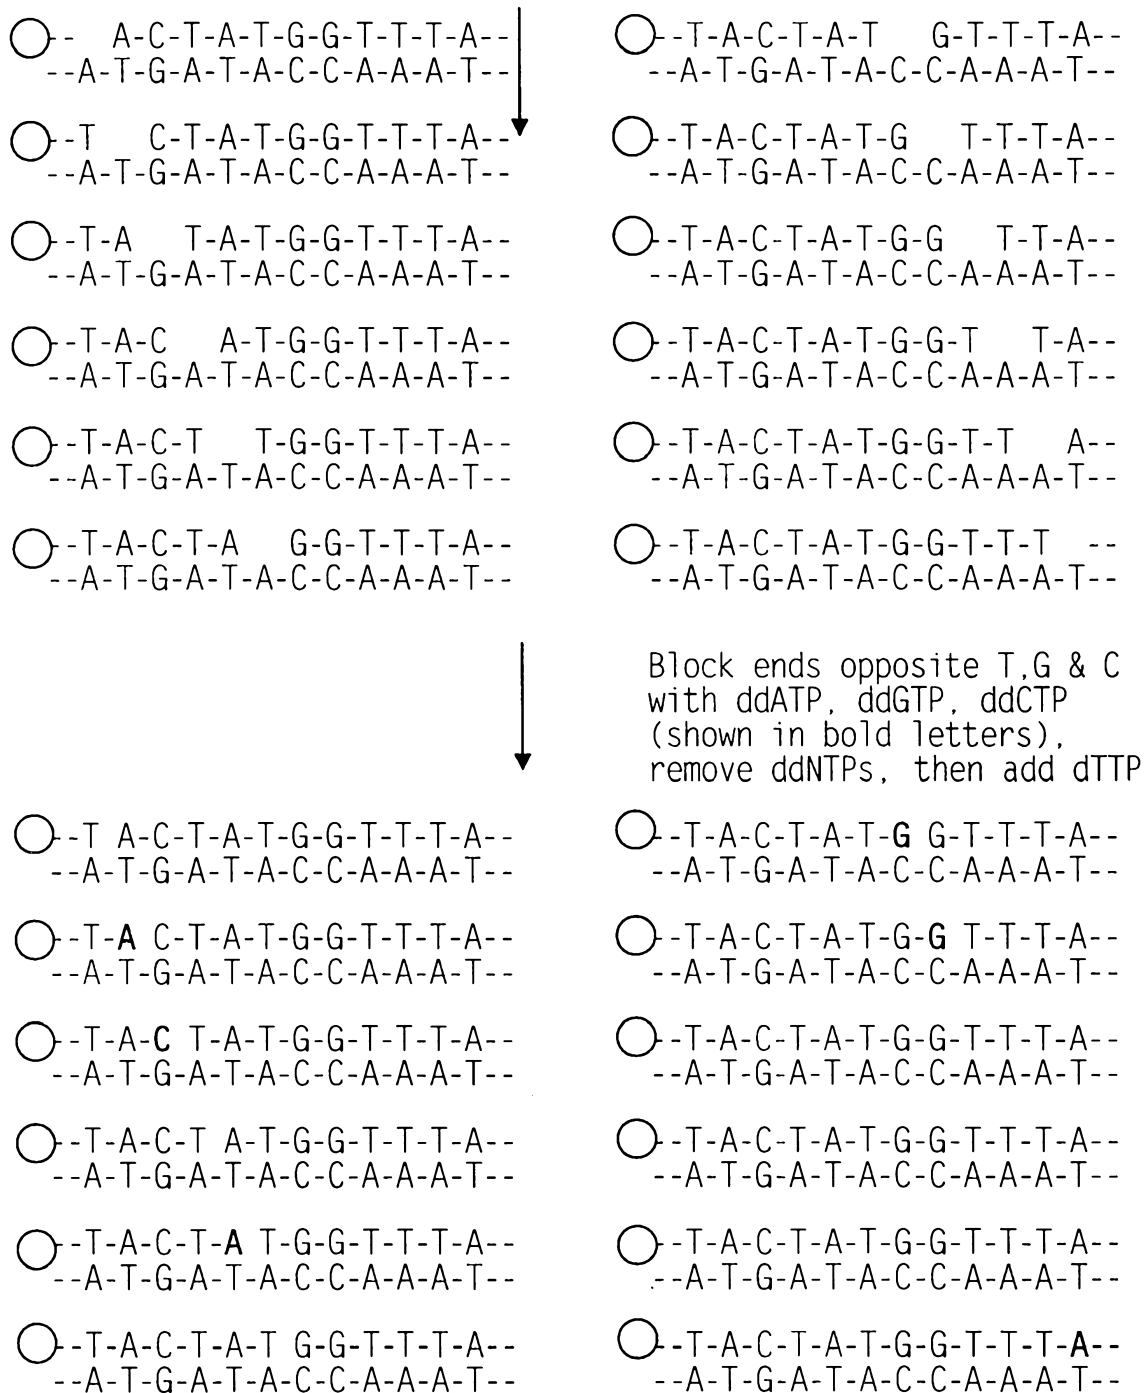 -- A-C-T-A-T-G-G-T-T-T-A--
--A-T-G-A-T-A-C-C-A-A-A-T--
--T C-T-A-T-G-G-T-T-T-A--
--A-T-G-A-T-A-C-C-A-A-A-T--
--T-A T-A-T-G-G-T-T-T-A--
--A-T-G-A-T-A-C-C-A-A-A-T--
--T-A-C A-T-G-G-T-T-T-A--
--A-T-G-A-T-A-C-C-A-A-A-T--
--T-A-C-T T-G-G-T-T-T-A--
--A-T-G-A-T-A-C-C-A-A-A-T--
--T-A-C-T-A G-G-T-T-T-A--
--A-T-G-A-T-A-C-C-A-A-A-T--
--T-A-C-T-A-T G-T-T-T-A--
--A-T-G-A-T-A-C-C-A-A-A-T--
--T-A-C-T-A-T-G T-T-T-A--
--A-T-G-A-T-A-C-C-A-A-A-T--
--T-A-C-T-A-T-G-G T-T-A--
--A-T-G-A-T-A-C-C-A-A-A-T--
--T-A-C-T-A-T-G-G-T T-A--
--A-T-G-A-T-A-C-C-A-A-A-T--
--T-A-C-T-A-T-G-G-T-T A--
--A-T-G-A-T-A-C-C-A-A-A-T--
--T-A-C-T-A-T-G-G-T-T-T --
--A-T-G-A-T-A-C-C-A-A-A-T--
Block ends opposite T,G & C
with ddATP, ddGTP, ddCTP
(shown in bold letters),
remove ddNTPs, then add dTTP
--T A-C-T-A-T-G-G-T-T-T-A--
--A-T-G-A-T-A-C-C-A-A-A-T--
--T-A C-T-A-T-G-G-T-T-T-A--
--A-T-G-A-T-A-C-C-A-A-A-T--
--T-A-C T-A-T-G-G-T-T-T-A--
--A-T-G-A-T-A-C-C-A-A-A-T--
--T-A-C-T A-T-G-G-T-T-T-A--
--A-T-G-A-T-A-C-C-A-A-A-T--
--T-A-C-T-A T-G-G-T-T-T-A--
--A-T-G-A-T-A-C-C-A-A-A-T--
--T-A-C-T-A-T G-G-T-T-T-A--
--A-T-G-A-T-A-C-C-A-A-A-T--
--T-A-C-T-A-T-G G-T-T-T-A--
--A-T-G-A-T-A-C-C-A-A-A-T--
--T-A-C-T-A-T-G-G T-T-T-A--
--A-T-G-A-T-A-C-C-A-A-A-T--
--T-A-C-T-A-T-G-G-T-T-T-A--
--A-T-G-A-T-A-C-C-A-A-A-T--
--T-A-C-T-A-T-G-G-T-T-T-A--
--A-T-G-A-T-A-C-C-A-A-A-T--
--T-A-C-T-A-T-G-G-T-T-T-A--
--A-T-G-A-T-A-C-C-A-A-A-T--
--T-A-C-T-A-T-G-G-T-T-T-A--
--A-T-G-A-T-A-C-C-A-A-A-T--